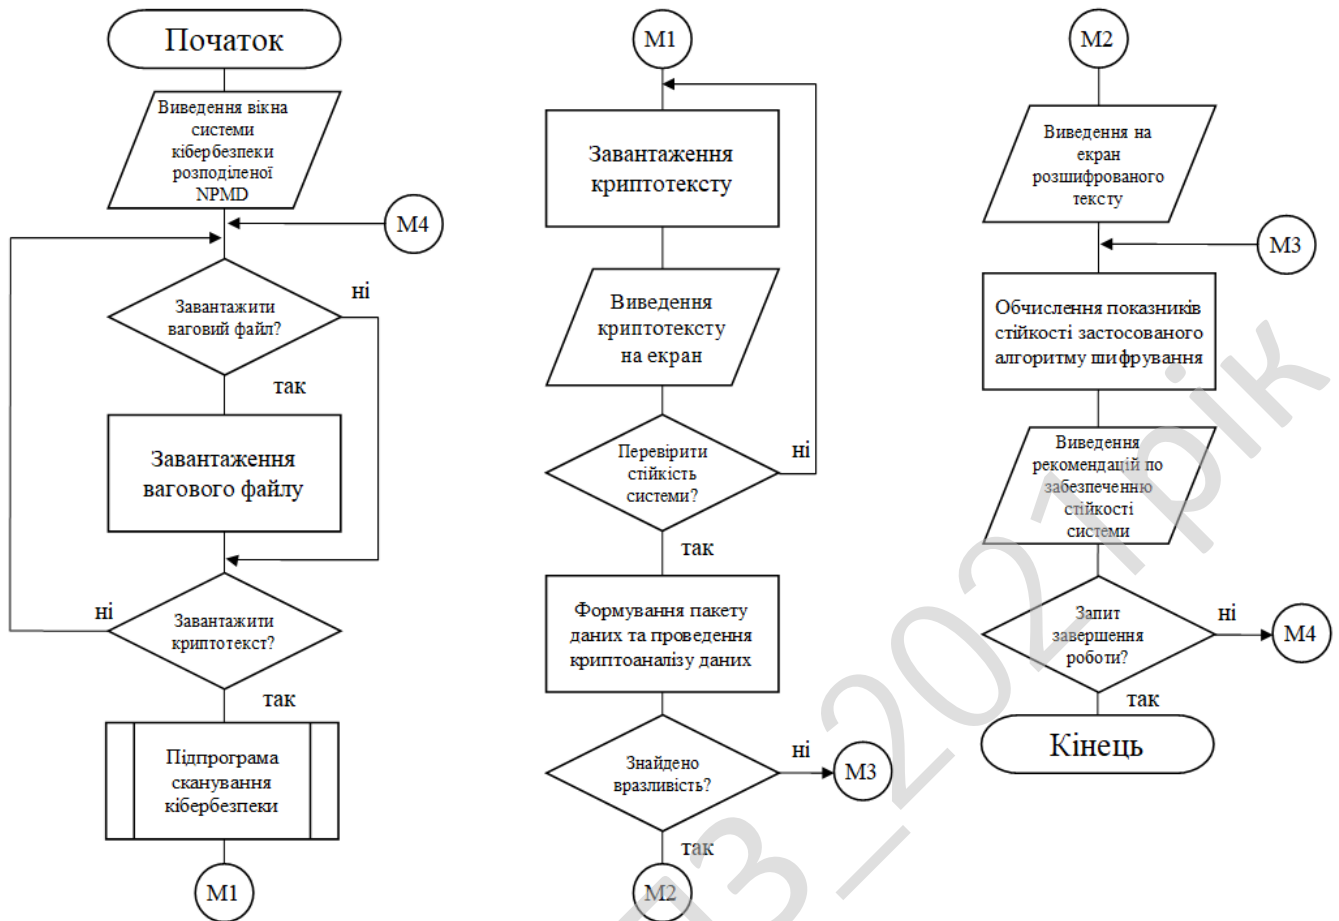 Початок
Виведення вікна
системи
кібербезпеки
розподіленої
NPMD
M4
Завантажити
ваговий файл?
ні
так
Завантаження
вагового файлу
Завантажити
криптотекст?
ні
так
Підпрограма
сканування
кібербезпеки
M1
M1
Завантаження
криптотексту
Виведення
криптотексту
на екран
Перевірити
стійкість
системи?
ні
так
Формування пакету
даних та проведення
криптоаналізу даних
Знайдено
вразливість?
ні
M3
так
M2
M2
Виведення на
екран
розшифрованого
тексту
M3
Обчислення показників
стійкості застосованого
алгоритму шифрування
Виведення
рекомендацій по
забезпеченню
стійкості
системи
Запит
завершення
роботи?
ні
M4
так
Кінець
ПЗ_2021рік